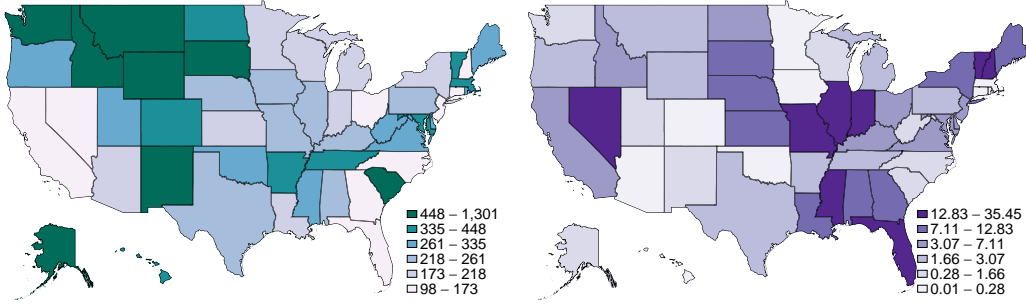 448 – 1,301
335 – 448
261 – 335
218 – 261
173 – 218
98 – 173
12.83 – 35.45
7.11 – 12.83
3.07 – 7.11
1.66 – 3.07
0.28 – 1.66
0.01 – 0.28